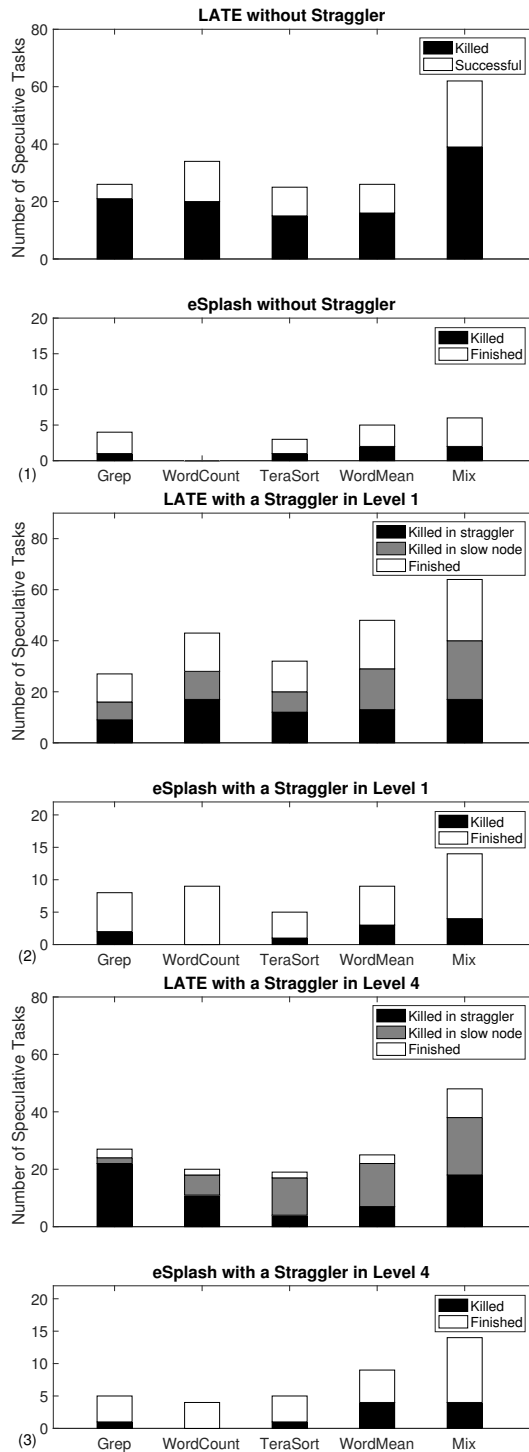 LATE without Straggler
Number of Speculative Tasks
80
60
40
20
0
Killed
Successful
eSplash without Straggler
20
15
10
5
0
Killed
Finished
(1)
Grep WordCount TeraSort WordMean Mix
LATE with a Straggler in Level 1
Number of Speculative Tasks
80
60
40
20
0
Killed in straggler
Killed in slow node
Finished
eSplash with a Straggler in Level 1
20
15
10
5
0
Killed
Finished
(2)
Grep WordCount TeraSort WordMean Mix
LATE with a Straggler in Level 4
Number of Speculative Tasks
80
60
40
20
0
Killed in straggler
Killed in slow node
Finished
eSplash with a Straggler in Level 4
20
15
10
5
0
Killed
Finished
(3)
Grep WordCount TeraSort WordMean Mix